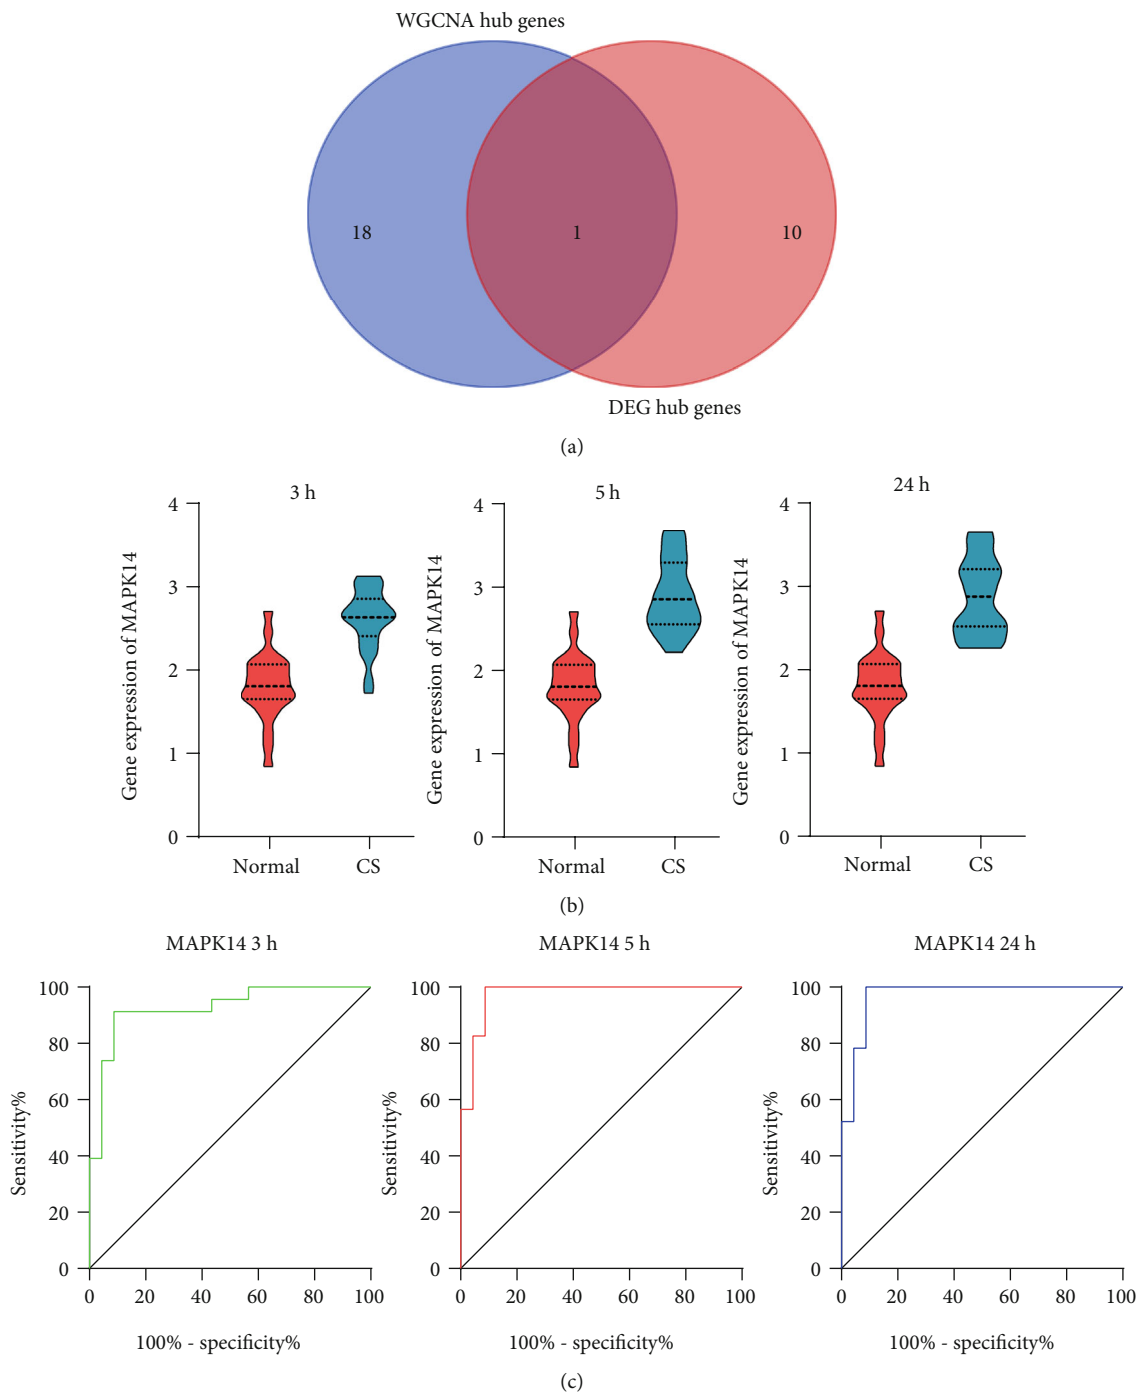 WGCNA hub genes
18
1
10
DEG hub genes
(a)
3 h
5 h
24 h
Gene expression of MAPK14
4
3
2
1
0
Normal
CS
Gene expression of MAPK14
4
3
2
1
0
Normal
CS
Gene expression of MAPK14
4
3
2
1
0
Normal
CS
(b)
MAPK14 3 h
Sensitivity%
100
80
60
40
20
0
0 20 40 60 80 100
100% - specificity%
MAPK14 5 h
Sensitivity%
100
80
60
40
20
0
0 20 40 60 80 100
100% - specificity%
MAPK14 24 h
Sensitivity%
100
80
60
40
20
0
0 20 40 60 80 100
100% - specificity%
(c)